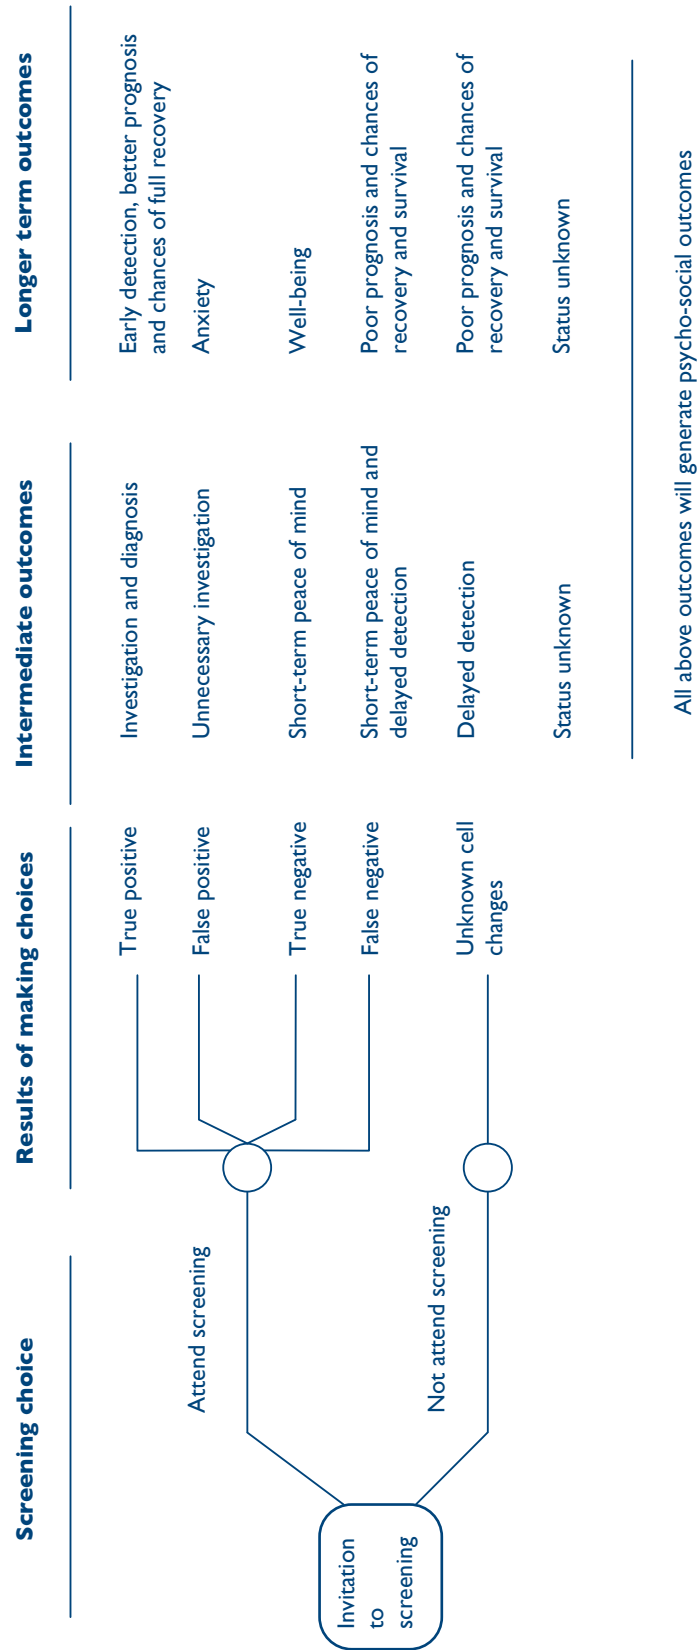 Screening choice
Results of making choices
Intermediate outcomes
Longer term outcomes
Invitation
to
screening
Attend screening
Not attend screening
True positive
Investigation and diagnosis
Early detection, better prognosis
and chances of full recovery
False positive
Unnecessary investigation
Anxiety
True negative
Short-term peace of mind
Well-being
False negative
Short-term peace of mind and
delayed detection
Poor prognosis and chances of
recovery and survival
Unknown cell
changes
Delayed detection
Poor prognosis and chances of
recovery and survival
Status unknown
Status unknown
All above outcomes will generate psycho-social outcomes